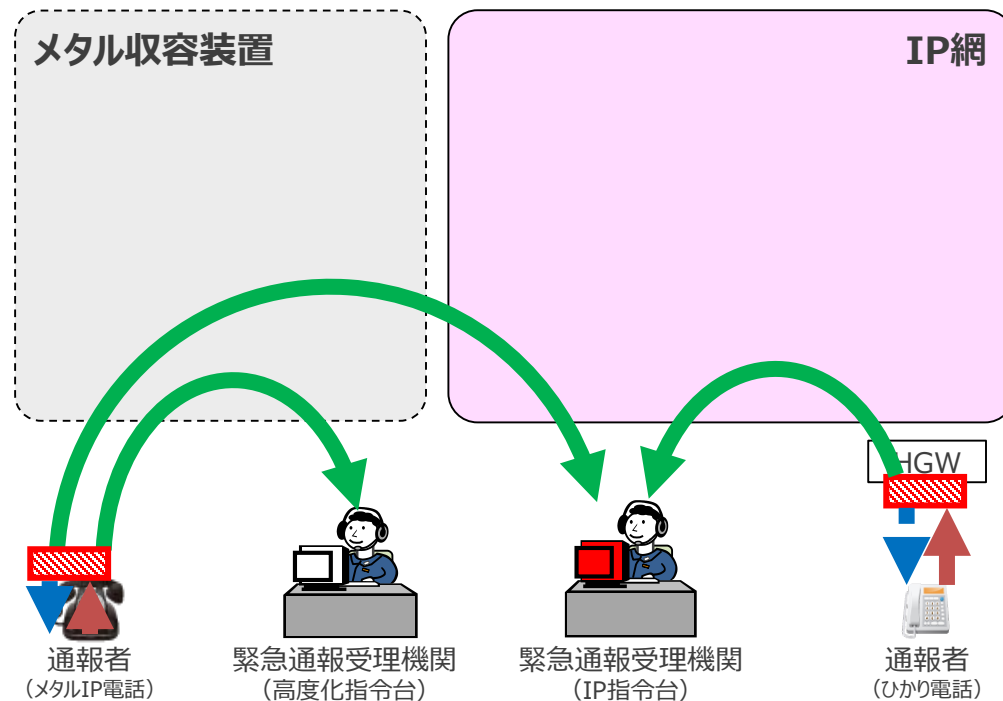 メタル収容装置
IP網
HGW
通報者
（メタルIP電話）
緊急通報受理機関
（高度化指令台）
緊急通報受理機関
（IP指令台）
通報者
（ひかり電話）